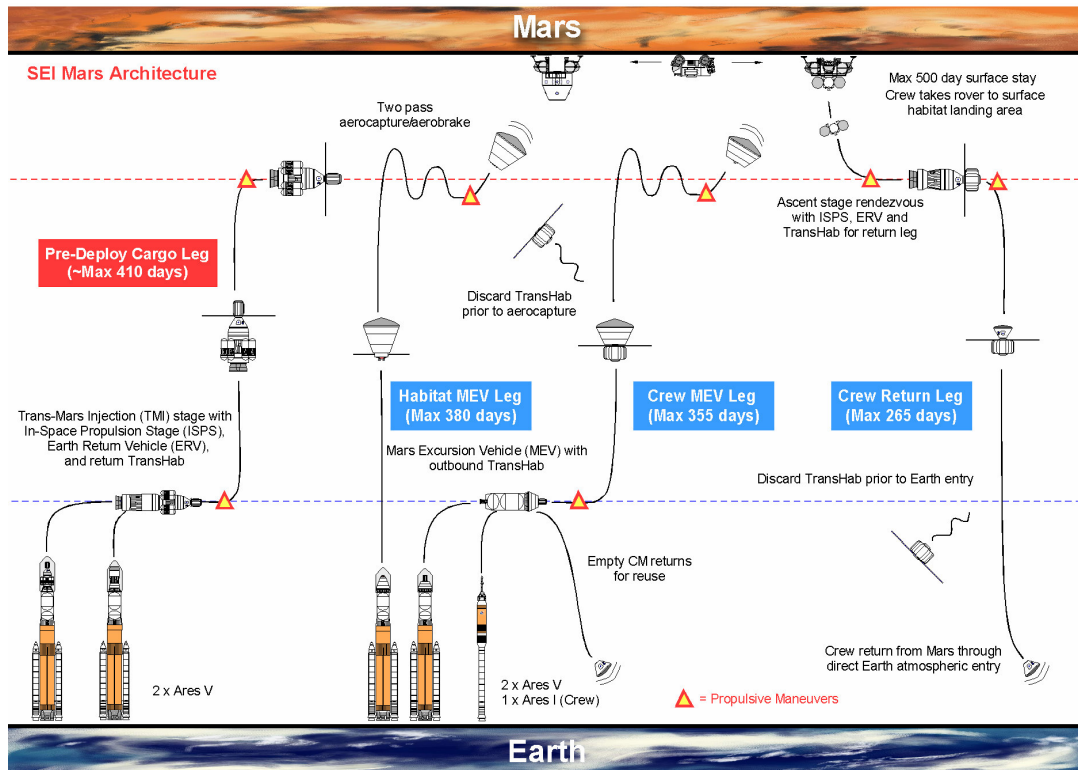 Mars
SEI Mars Architecture
Two pass
aerocapture/aerobrake
Max 500 day surface stay
Crew takes rover to surface
habitat landing area
Ascent stage rendezvous
with ISPS, ERV and
TransHab for return leg
Pre-Deploy Cargo Leg
(~Max 410 days)
Discard TransHab
prior to aerocapture
Habitat MEV Leg
(Max 380 days)
Crew MEV Leg
(Max 355 days)
Crew Return Leg
(Max 265 days)
Trans-Mars Injection (TMI) stage with
In-Space Propulsion Stage (ISPS),
Earth Return Vehicle (ERV),
and return TransHab
Mars Excursion Vehicle (MEV) with
outbound TransHab
Discard TransHab prior to Earth entry
Empty CM returns
for reuse
Crew return from Mars through
direct Earth atmospheric entry
2 x Ares V
2 x Ares V
1 x Ares I (Crew)
= Propulsive Maneuvers
Earth